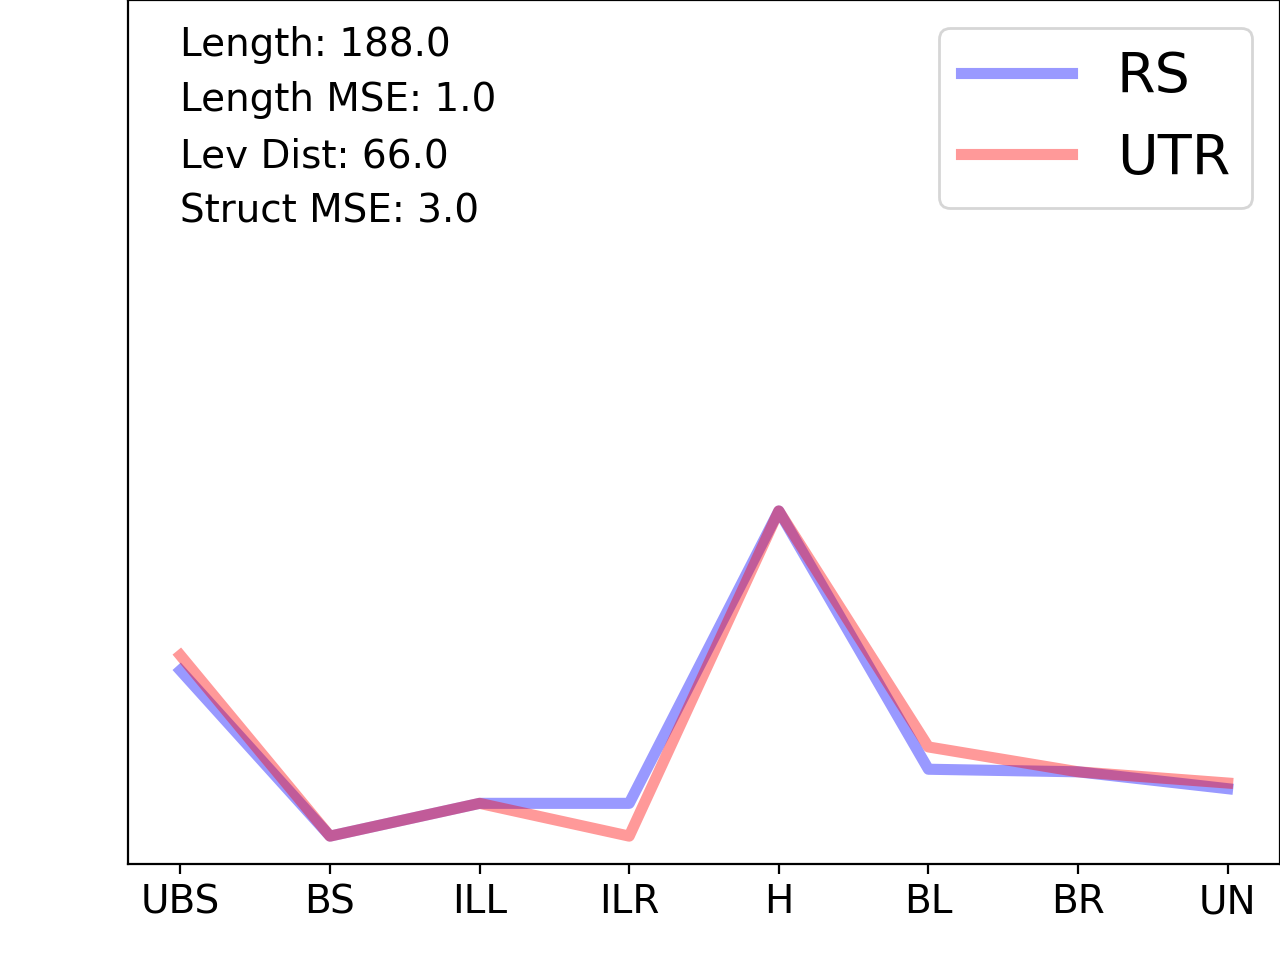 Length: 188.0
Length MSE: 1.0
Lev Dist: 66.0
Struct MSE: 3.0
RS
UTR
UBS BS ILL ILR H BL BR UN